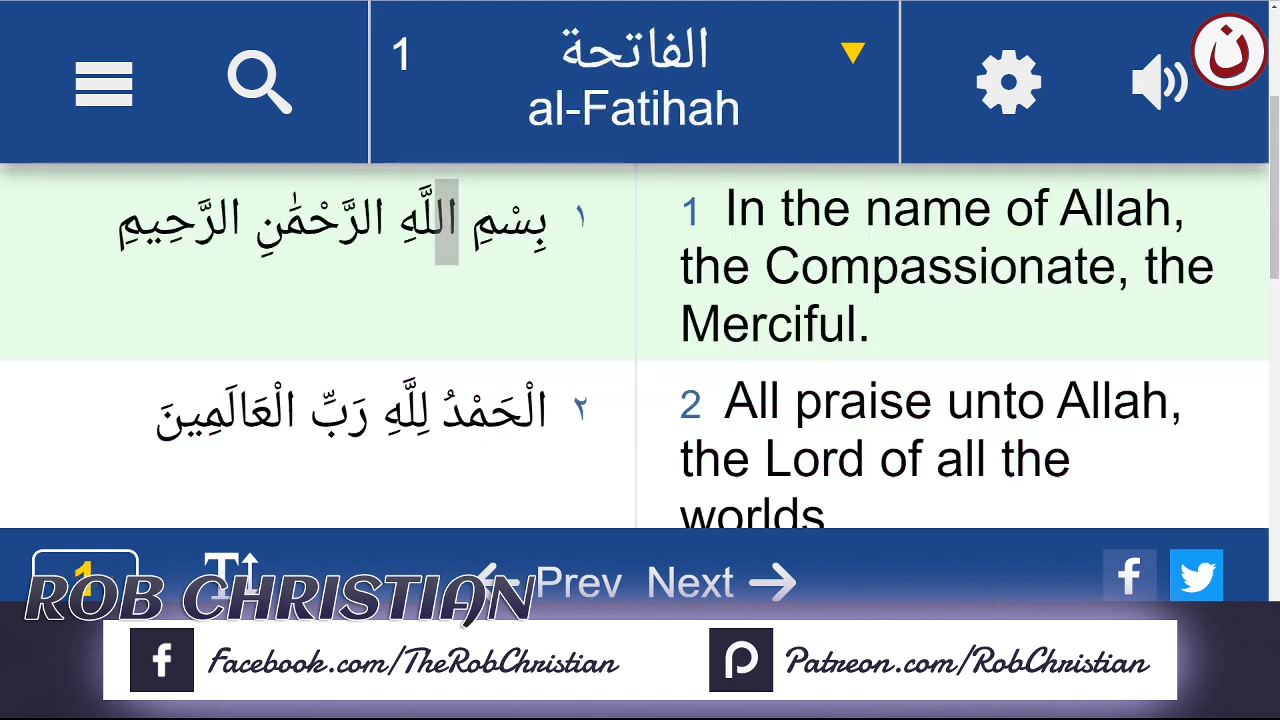 1
الفاتحة
al-Fatihah
ن
١ بِسْمِ اللَّهِ الرَّحْمَٰنِ الرَّحِيمِ
1 In the name of Allah,
the Compassionate, the
Merciful.
٢ الْحَمْدُ لِلَّهِ رَبِّ الْعَالَمِينَ
2 All praise unto Allah,
the Lord of all the
worlds
1
T
Prev Next
ROB CHRISTIAN
Facebook.com/TheRobChristian
Patreon.com/RobChristian